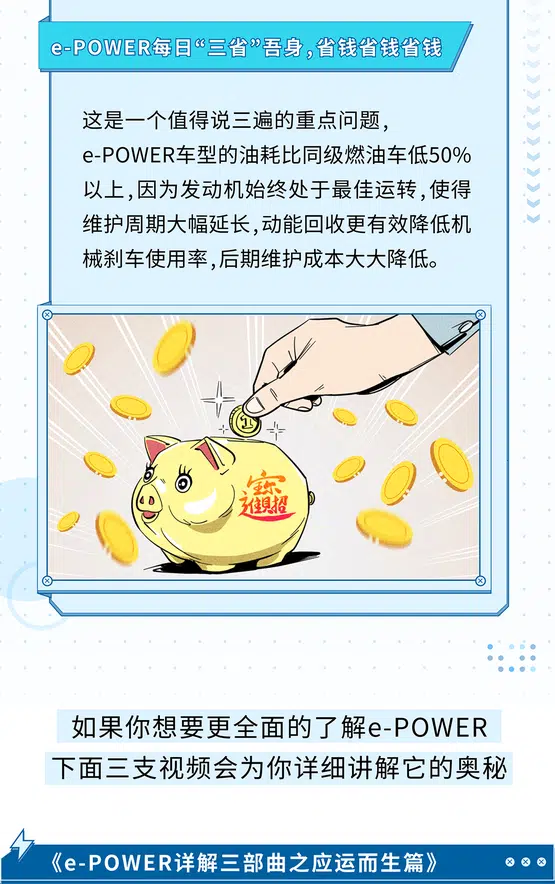 e-POWER每日“三省”吾身,省钱省钱省钱
这是一个值得说三遍的重点问题,
e-POWER车型的油耗比同级燃油车低50%
以上,因为发动机始终处于最佳运转,使得
维护周期大幅延长,动能回收更有效降低机
械刹车使用率,后期维护成本大大降低。
1
如果你想要更全面的了解e-POWER
下面三支视频会为你详细讲解它的奥秘
《e-POWER详解三部曲之应运而生篇》